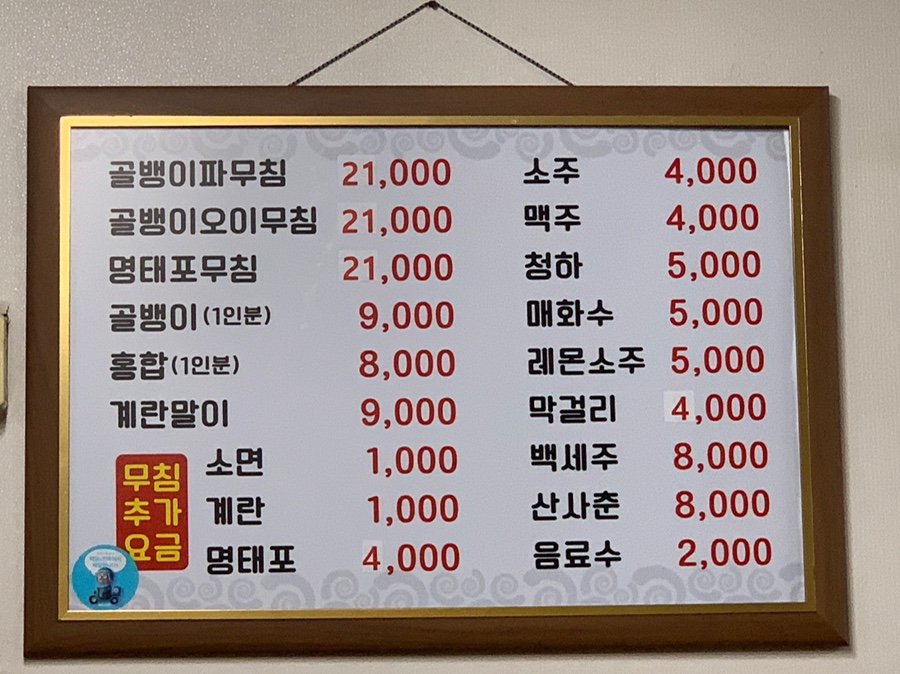 골뱅이파무침 21,000
골뱅이오이무침 21,000
명태포무침 21,000
골뱅이(1인분) 9,000
홍합(1인분) 8,000
계란말이 9,000
무침
추가
요금
소면 1,000
계란 1,000
명태포 4,000
소주 4,000
맥주 4,000
청하 5,000
매화수 5,000
레몬소주 5,000
막걸리 4,000
백세주 8,000
산사춘 8,000
음료수 2,000